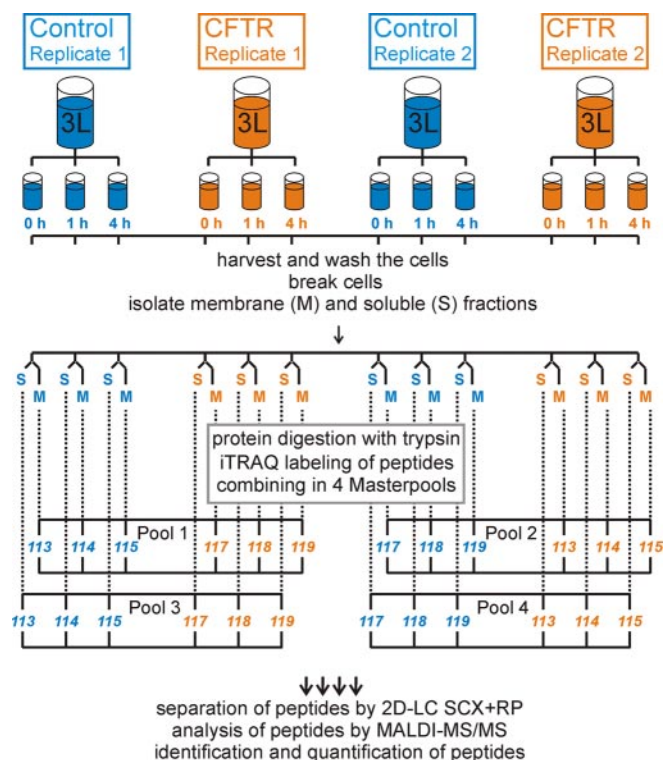 Control CFTR Control CFTR
Replicate 1 Replicate 1 Replicate 2 Replicate 2
3L 3L 3L 3L
0 h 1 h 4 h 0 h 1 h 4 h 0 h 1 h 4 h 0 h 1 h 4 h
harvest and wash the cells
break cells
isolate membrane (M) and soluble (S) fractions
S S S S S S S S S S S S
M M M M M M M M M M M M
protein digestion with trypsin
iTRAQ labeling of peptides
combining in 4 Masterpools
Pool 1 Pool 2
113 114 115 117 118 119 117 118 119 113 114 115
Pool 3 Pool 4
113 114 115 117 118 119 117 118 119 113 114 115
separation of peptides by 2D-LC SCX+RP
analysis of peptides by MALDI-MS/MS
identification and quantification of peptides